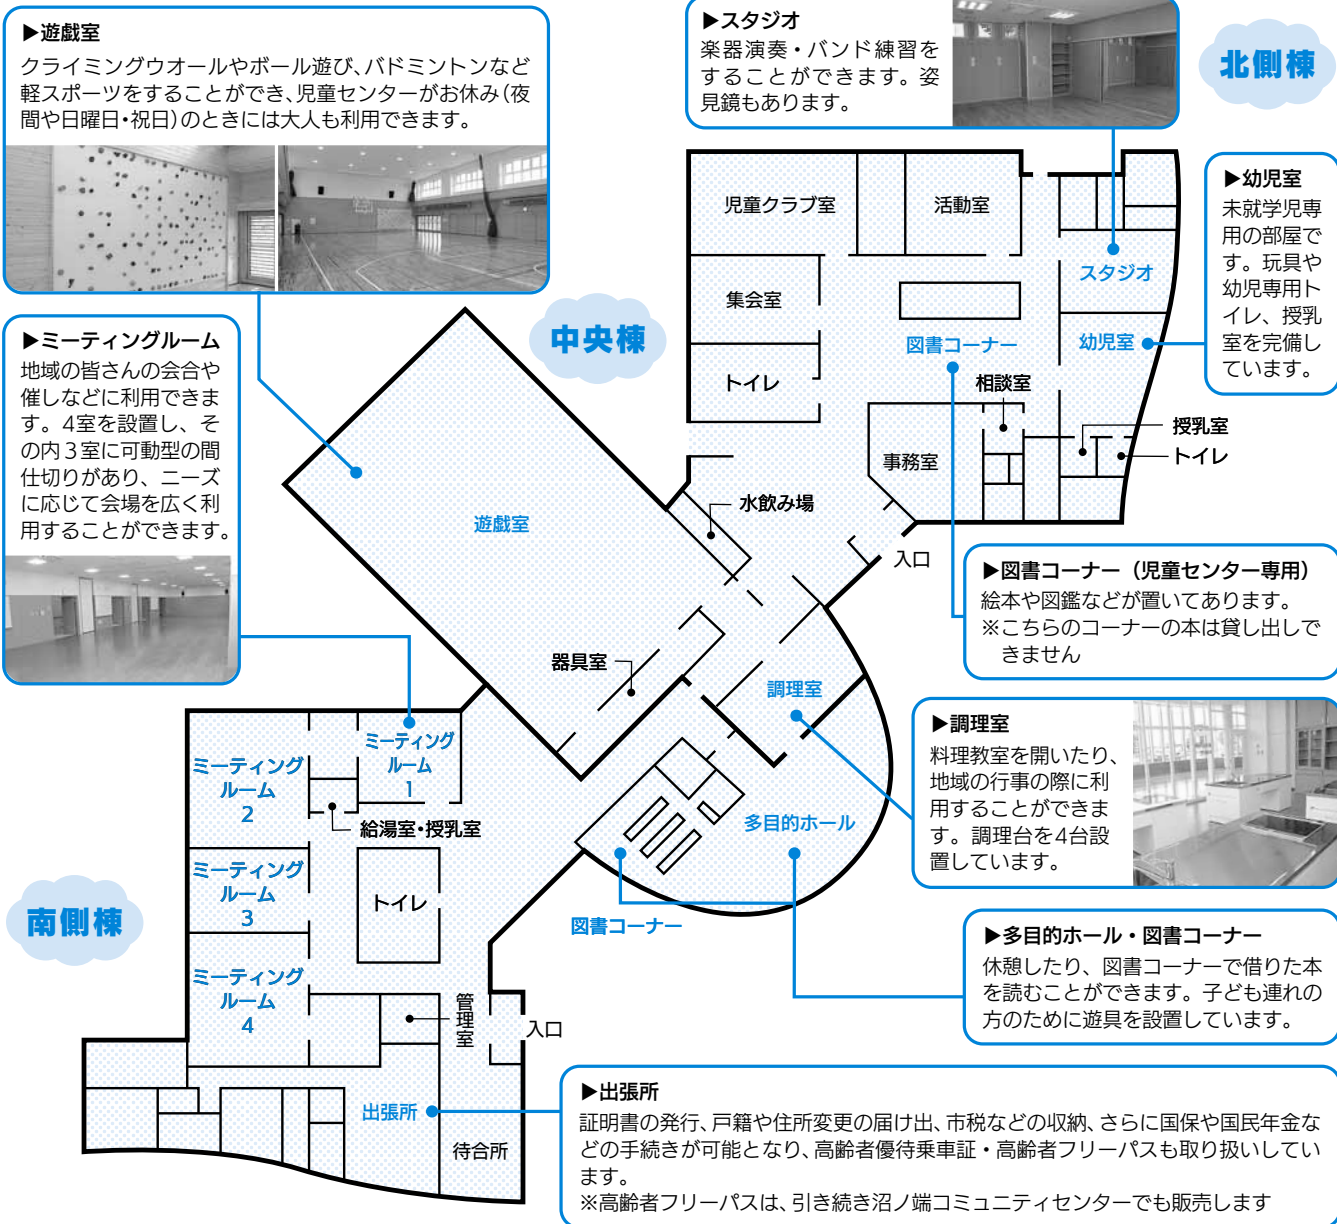 ▶遊戯室
クライミングウオールやボール遊び、バドミントンなど
軽スポーツをすることができ、児童センターがお休み(夜
間や日曜日・祝日)のときには大人も利用できます。
▶スタジオ
楽器演奏・バンド練習を
することができます。姿
見鏡もあります。
北側棟
▶幼児室
未就学児専
用の部屋で
す。玩具や
幼児専用ト
イレ、授乳
室を完備し
ています。
▶ミーティングルーム
地域の皆さんの会合や
催しなどに利用できま
す。4室を設置し、そ
の内3室に可動型の間
仕切りがあり、ニーズ
に応じて会場を広く利
用することができます。
中央棟
児童クラブ室
活動室
スタジオ
集会室
図書コーナー
幼児室
トイレ
相談室
事務室
授乳室
トイレ
水飲み場
遊戯室
入口
▶図書コーナー(児童センター専用)
絵本や図鑑などが置いてあります。
※こちらのコーナーの本は貸し出しで
きません
器具室
調理室
▶調理室
料理教室を開いたり、
地域の行事の際に利
用することができま
す。調理台を4台設
置しています。
ミーティング
ルーム
1
ミーティング
ルーム
2
給湯室・授乳室
多目的ホール
ミーティング
ルーム
3
トイレ
南側棟
図書コーナー
▶多目的ホール・図書コーナー
休憩したり、図書コーナーで借りた本
を読むことができます。子ども連れの
方のために遊具を設置しています。
ミーティング
ルーム
4
管理室
入口
出張所
待合所
▶出張所
証明書の発行、戸籍や住所変更の届け出、市税などの収納、さらに国保や国民年金な
どの手続きが可能となり、高齢者優待乗車証・高齢者フリーパスも取り扱いしてい
ます。
※高齢者フリーパスは、引き続き沼ノ端コミュニティセンターでも販売します